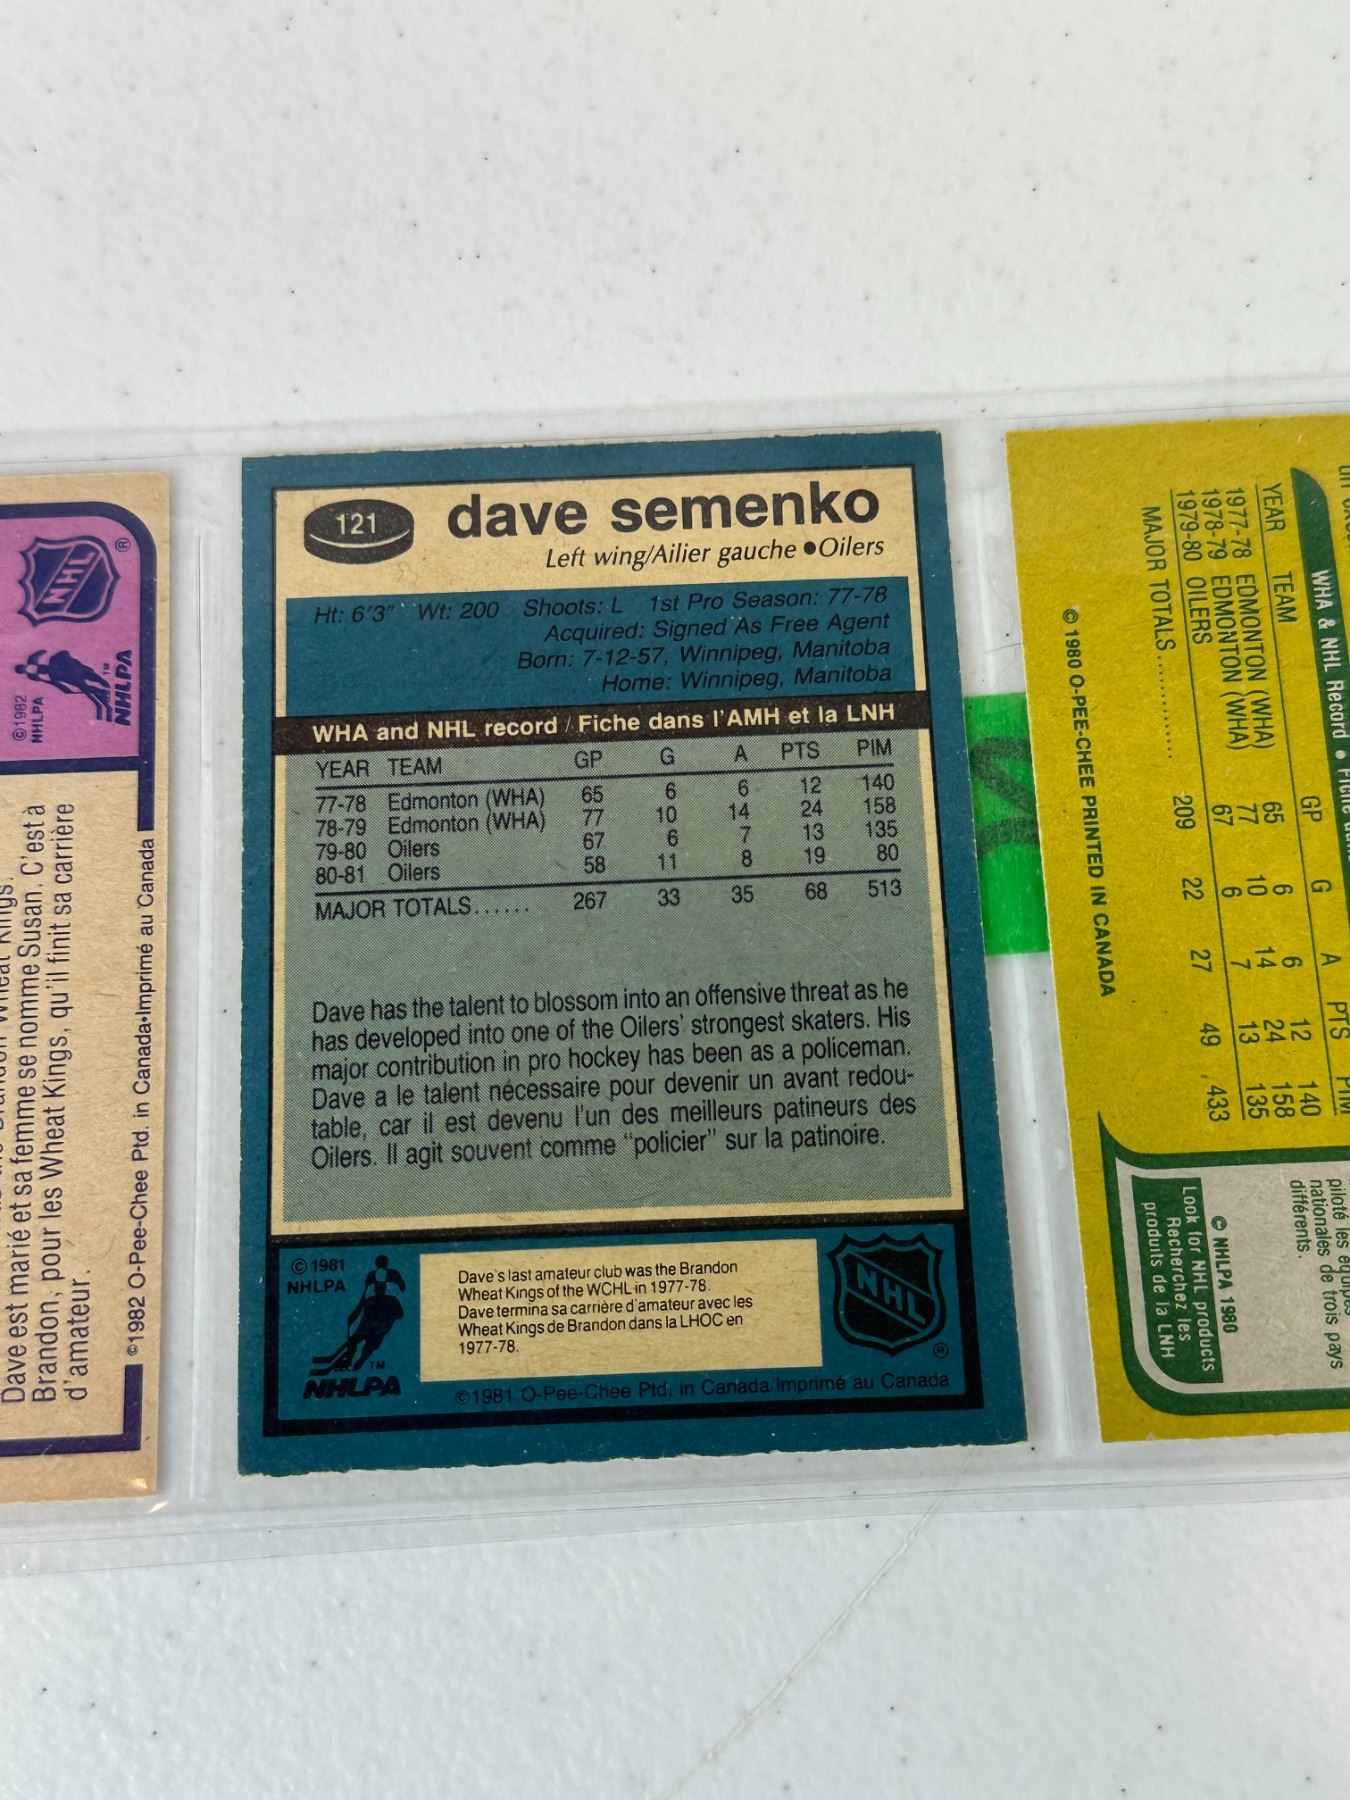 NHL
®
©1982
NHLPA
NHLPA
TM
Dave est marié et sa femme se nomme Susan. C'est à
Brandon, pour les Wheat Kings, qu'il finit sa carrière
d'amateur.
©1982 O-Pee-Chee Ptd. in Canada•Imprimé au Canada
121
dave semenko
Left wing/Ailier gauche •Oilers
Ht: 6'3" Wt: 200 Shoots: L 1st Pro Season: 77-78
Acquired: Signed As Free Agent
Born: 7-12-57, Winnipeg, Manitoba
Home: Winnipeg, Manitoba
WHA and NHL record / Fiche dans l'AMH et la LNH
YEAR TEAM GP G A PTS PIM
77-78 Edmonton (WHA) 65 6 6 12 140
78-79 Edmonton (WHA) 77 10 14 24 158
79-80 Oilers 67 6 7 13 135
80-81 Oilers 58 11 8 19 80
MAJOR TOTALS...... 267 33 35 68 513
Dave has the talent to blossom into an offensive threat as he
has developed into one of the Oilers' strongest skaters. His
major contribution in pro hockey has been as a policeman.
Dave a le talent nécessaire pour devenir un avant redou-
table, car il est devenu l'un des meilleurs patineurs des
Oilers. Il agit souvent comme "policier" sur la patinoire.
© 1981
NHLPA
TM
NHLPA
Dave's last amateur club was the Brandon
Wheat Kings of the WCHL in 1977-78.
Dave termina sa carrière d'amateur avec les
Wheat Kings de Brandon dans la LHOC en
1977-78.
NHL
®
©1981 O-Pee-Chee Ptd. in Canada/Imprimé au Canada
WHA & NHL Record •
YEAR TEAM GP G A PTS PIM
1977-78 EDMONTON (WHA) 65 6 6 12 140
1978-79 EDMONTON (WHA) 77 10 14 24 158
1979-80 OILERS 67 6 7 13 135
MAJOR TOTALS............ 209 22 27 49 433
© 1980 O-PEE-CHEE PRINTED IN CANADA
piloté les équipes
nationales de trois pays
différents.
© NHLPA 1980
Look for NHL products
Recherchez les
produits de la LNH